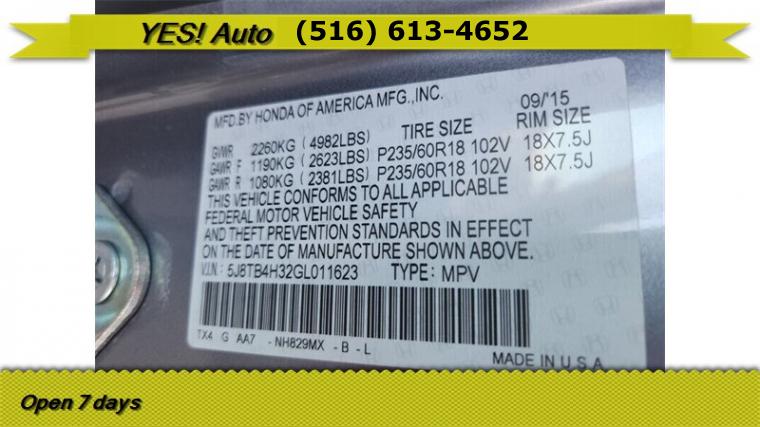 YES! Auto (516) 613-4652
MFD.BY HONDA OF AMERICA MFG.,INC. 09/'15
GVWR 2260KG ( 4982LBS) TIRE SIZE RIM SIZE
GAWR F 1190KG ( 2623LBS) P235/60R18 102V 18X7.5J
GAWR R 1080KG ( 2381LBS) P235/60R18 102V 18X7.5J
THIS VEHICLE CONFORMS TO ALL APPLICABLE
FEDERAL MOTOR VEHICLE SAFETY
AND THEFT PREVENTION STANDARDS IN EFFECT
ON THE DATE OF MANUFACTURE SHOWN ABOVE.
V.I.N: 5J8TB4H32GL011623 TYPE: MPV
TX4 G AA7 - NH829MX - B - L
MADE IN U.S.A
Open 7 days